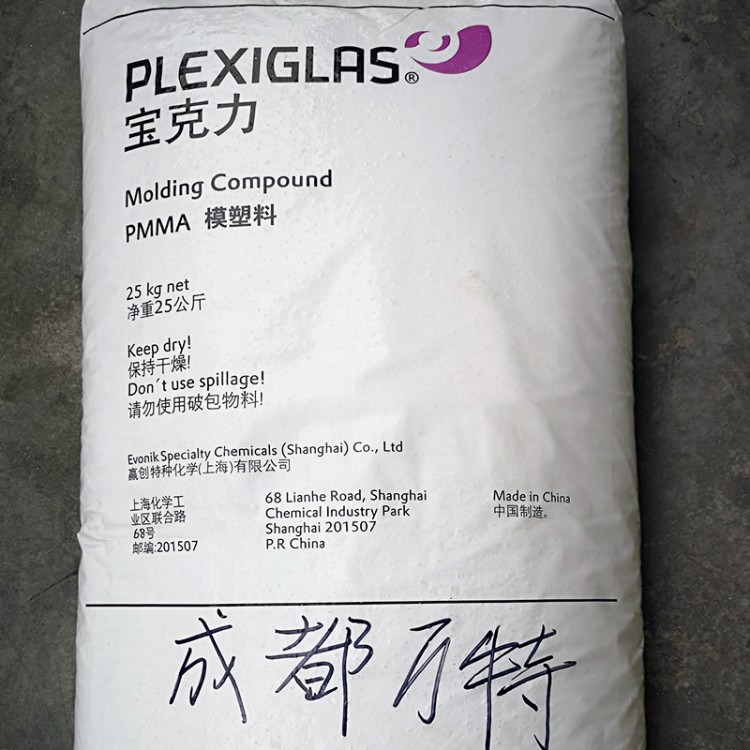 PLEXIGLAS®
宝克力
Molding Compound
PMMA 模塑料
25 kg net
净重25公斤
Keep dry!
保持干燥!
Don't use spillage!
请勿使用破包物料!
Evonik Specialty Chemicals (Shanghai) Co., Ltd
赢创特种化学(上海)有限公司
上海化学工
业区联合路
68号
邮编:201507
68 Lianhe Road, Shanghai
Chemical Industry Park
Shanghai 201507
P.R China
Made in China
中国制造。
成都万特